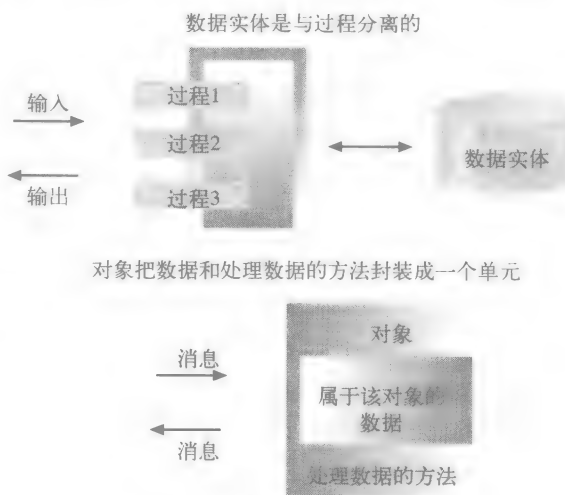 数据实体是与过程分离的
输入
过程1
过程2
数据实体
输出
过程3
对象把数据和处理数据的方法封装成一个单元
对象
消息
属于该对象的
数据
消息
处理数据的方法